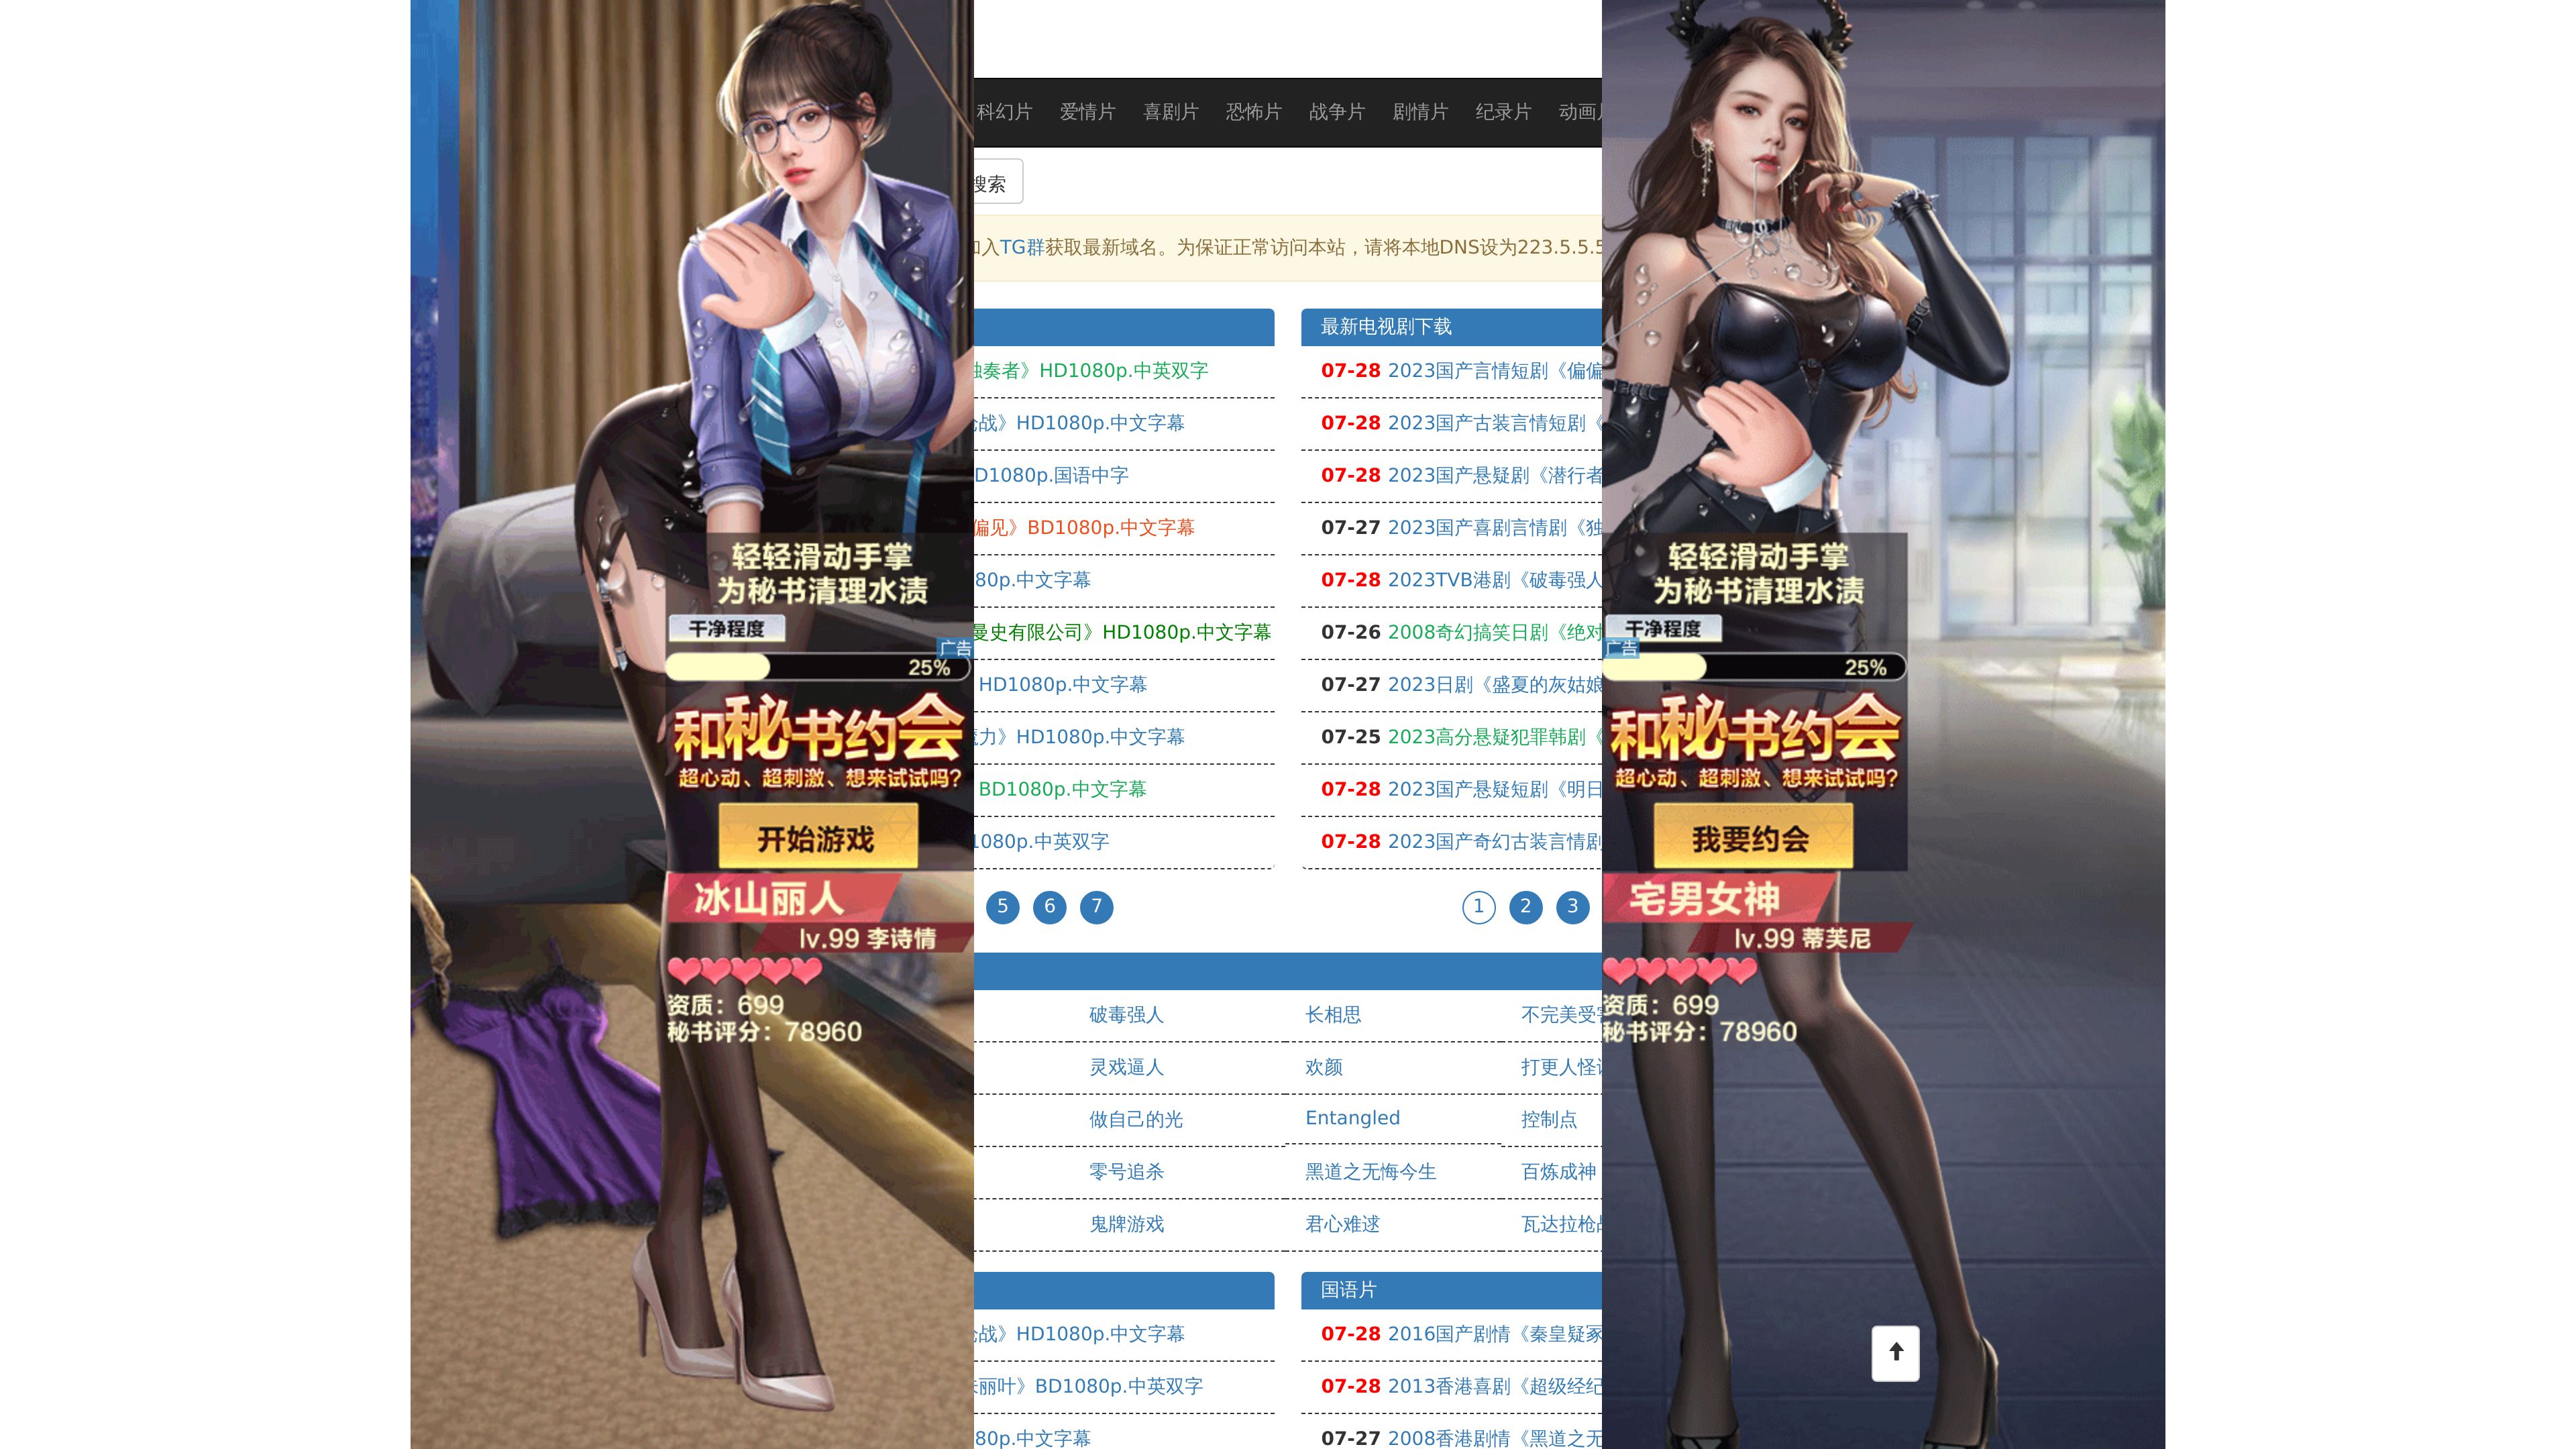 科幻片 爱情片 喜剧片 恐怖片 战争片 剧情片 纪录片 动画
搜索
加入TG群获取最新域名。为保证正常访问本站，请将本地DNS设为223.5.5.5
独奏者》HD1080p.中英双字
战》HD1080p.中文字幕
D1080p.国语中字
偏见》BD1080p.中文字幕
80p.中文字幕
曼史有限公司》HD1080p.中文字幕
HD1080p.中文字幕
力》HD1080p.中文字幕
BD1080p.中文字幕
1080p.中英双字
5 6 7
最新电视剧下载
07-28 2023国产言情短剧《偏偏
07-28 2023国产古装言情短剧《
07-28 2023国产悬疑剧《潜行者
07-27 2023国产喜剧言情剧《独
07-28 2023TVB港剧《破毒强人
07-26 2008奇幻搞笑日剧《绝对
07-27 2023日剧《盛夏的灰姑娘
07-25 2023高分悬疑犯罪韩剧《
07-28 2023国产悬疑短剧《明日
07-28 2023国产奇幻古装言情剧
1 2 3
破毒强人 长相思 不完美受害
灵戏逼人 欢颜 打更人怪
做自己的光 Entangled 控制点
零号追杀 黑道之无悔今生 百炼成神
鬼牌游戏 君心难逑 瓦达拉枪
战》HD1080p.中文字幕
丽叶》BD1080p.中英双字
80p.中文字幕
国语片
07-28 2016国产剧情《秦皇疑冢
07-28 2013香港喜剧《超级经纪
07-27 2008香港剧情《黑道之无
轻轻滑动手掌
为秘书清理水渍
干净程度
广告
25%
和秘书约会
超心动、超刺激、想来试试吗?
开始游戏
冰山丽人
lv.99 李诗情
资质：699
秘书评分：78960
轻轻滑动手掌
为秘书清理水渍
干净程度
广告
25%
和秘书约会
超心动、超刺激、想来试试吗?
我要约会
宅男女神
lv.99 蒂芙尼
资质：699
秘书评分：78960